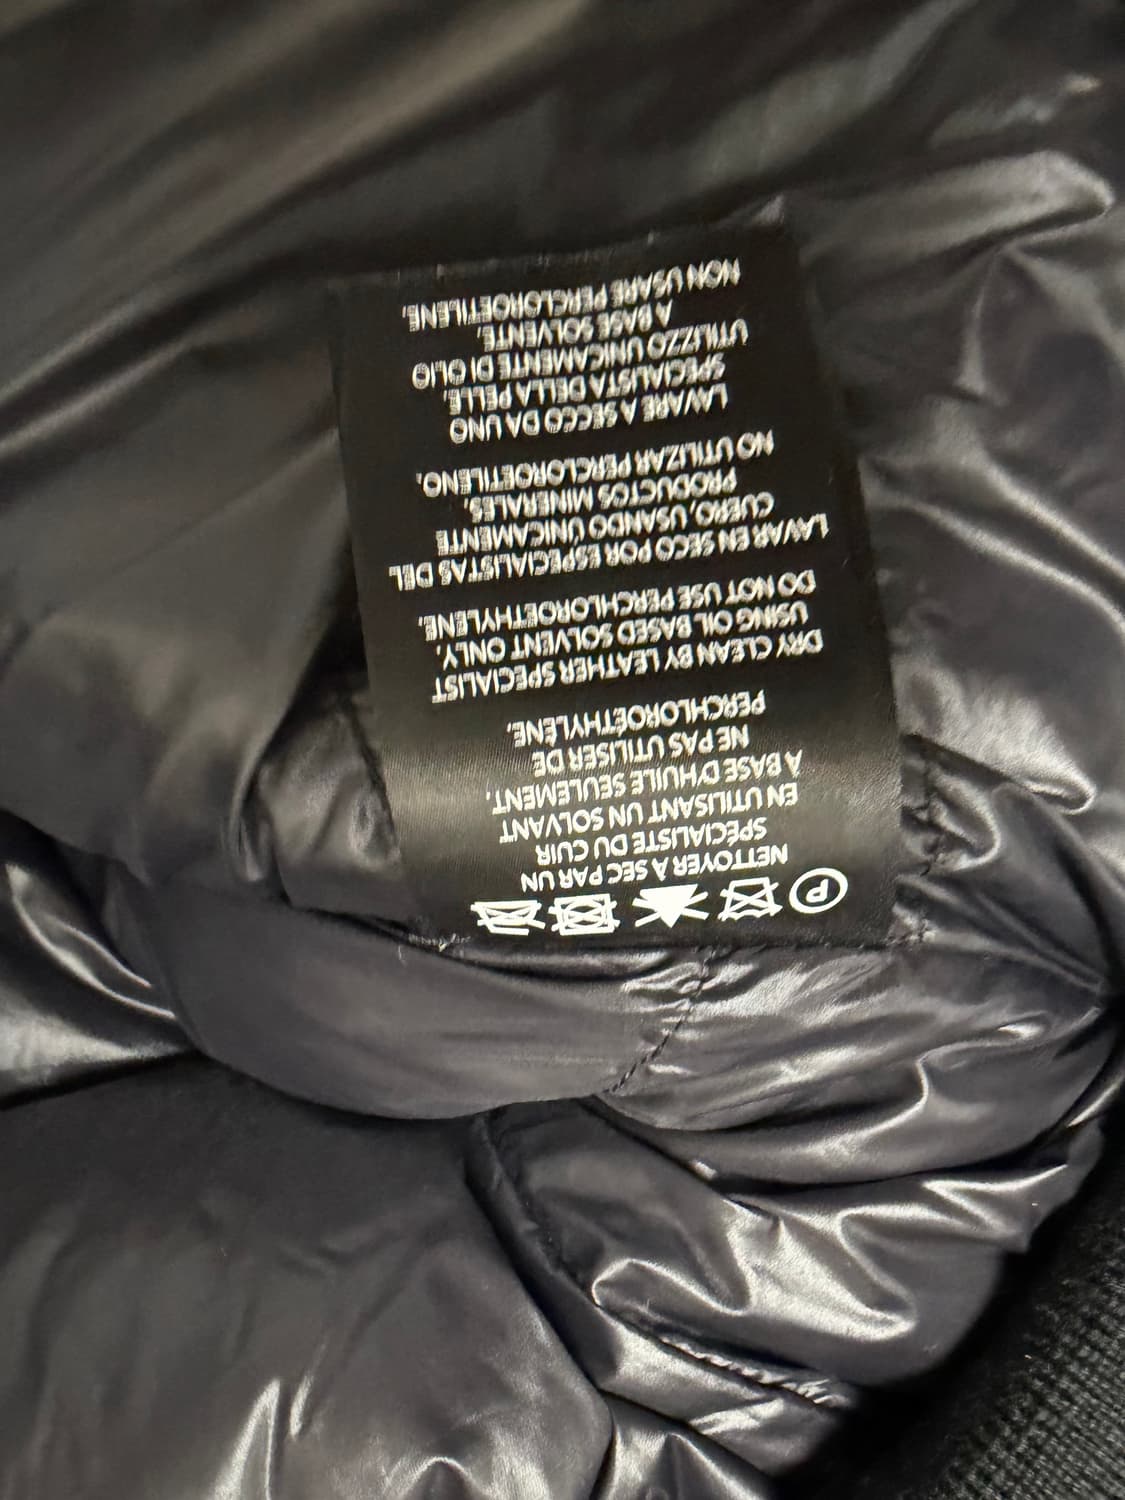 NETTOYER À SEC PAR UN
SPÉCIALISTE DU CUIR
EN UTILISANT UN SOLVANT
À BASE D'HUILE SEULEMENT.
NE PAS UTILISER DE
PERCHLOROÉTHYLÈNE.
DRY CLEAN BY LEATHER SPECIALIST
USING OIL BASED SOLVENT ONLY.
DO NOT USE PERCHLOROETHYLENE.
LAVAR EN SECO POR ESPECIALISTAS DEL
CUERO, USANDO ÚNICAMENTE
PRODUCTOS MINERALES.
NO UTILIZAR PERCLOROETILENO.
LAVARE A SECCO DA UNO
SPECIALISTA DELLA PELLE.
UTILIZZO UNICAMENTE DI OLIO
A BASE SOLVENTE.
NON USARE PERCLOROETILENE.
P